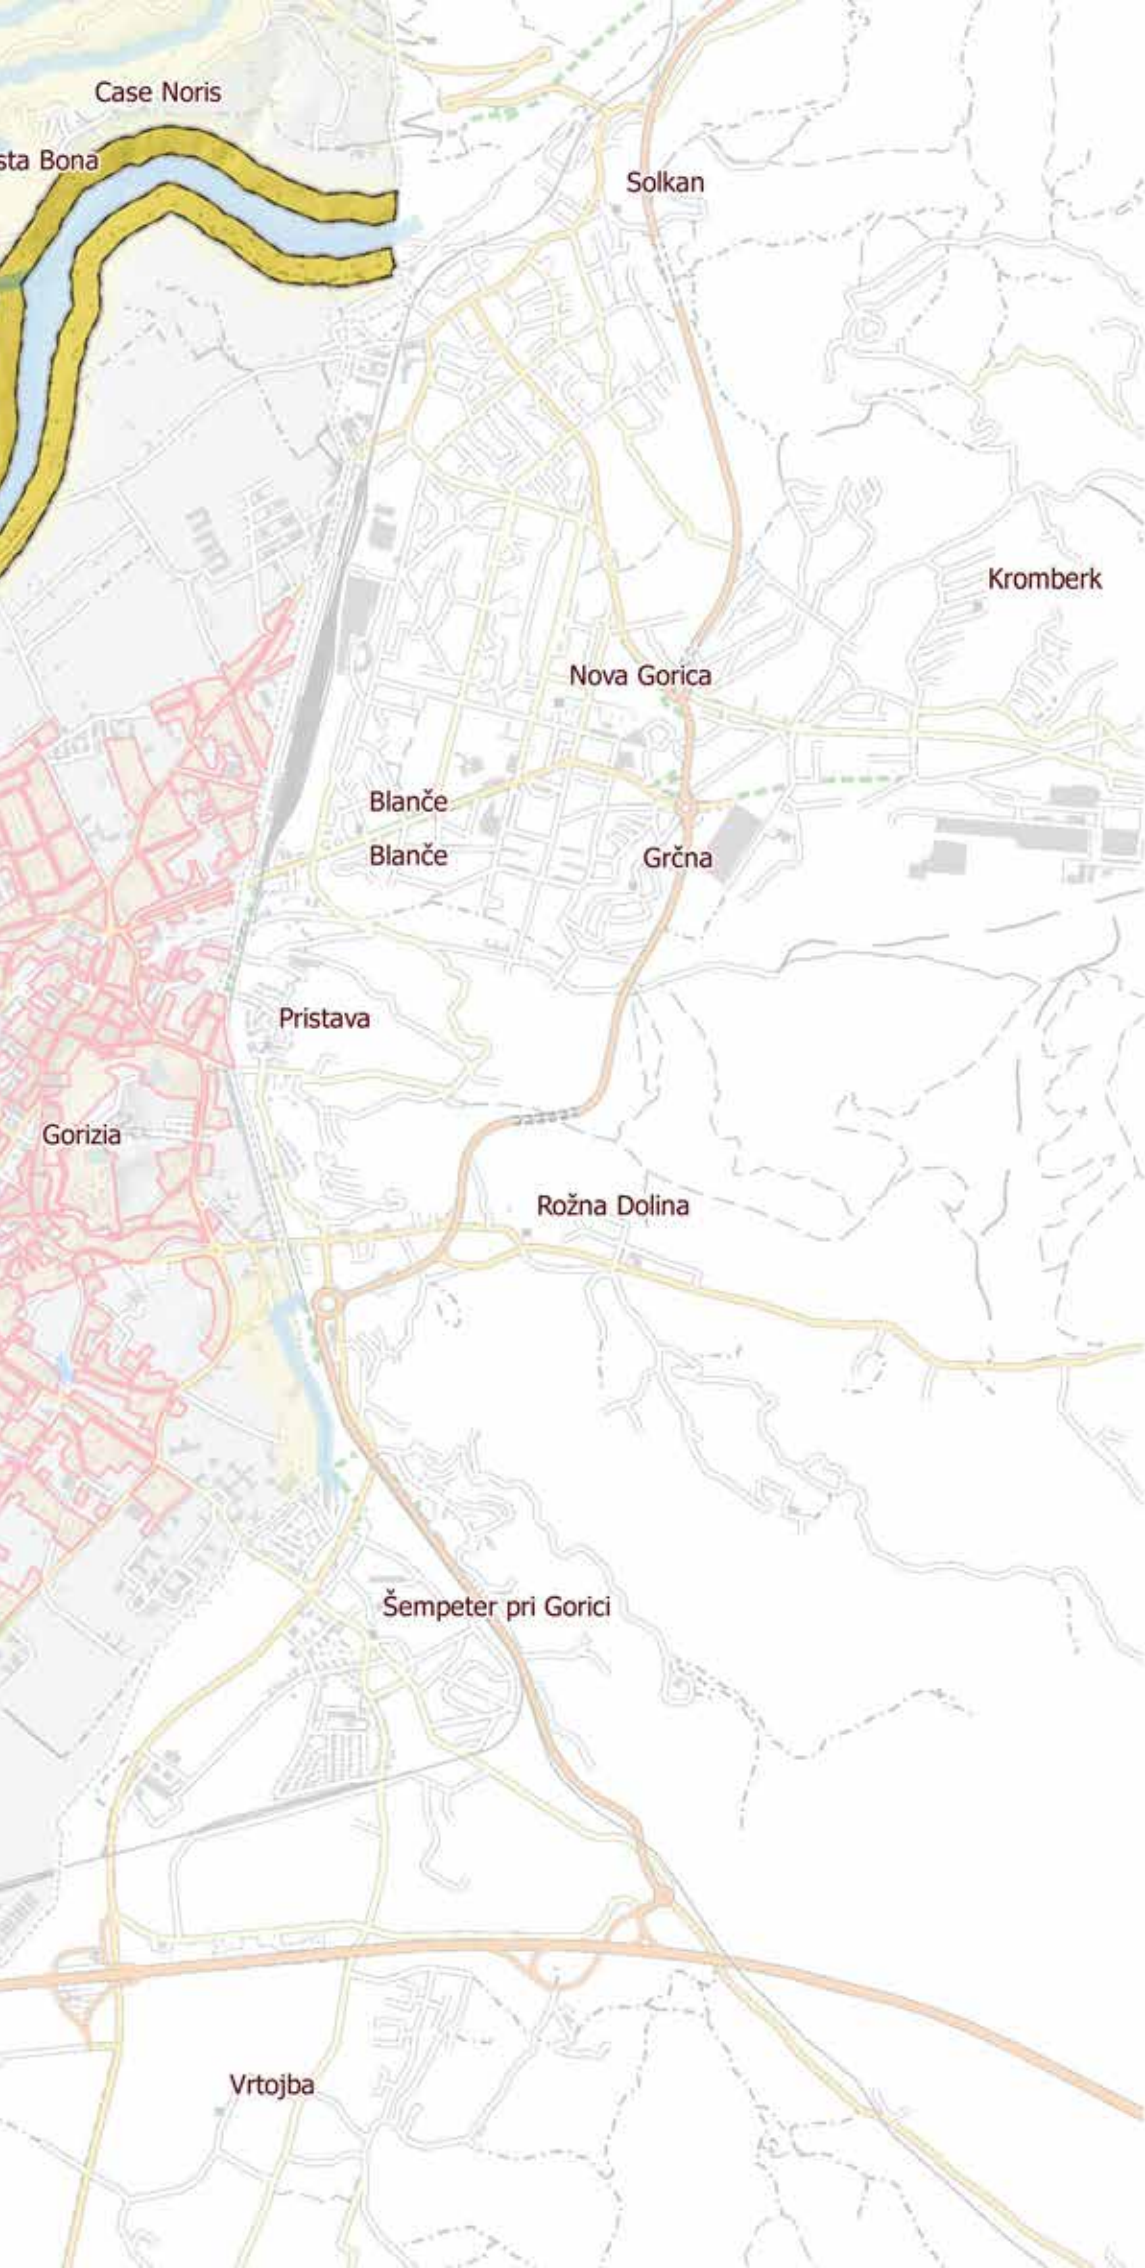 Case Noris
sta Bona
Solkan
Kromberk
Nova Gorica
Blanče
Blanče
Grčna
Pristava
Gorizia
Rožna Dolina
Šempeter pri Gorici
Vrtojba